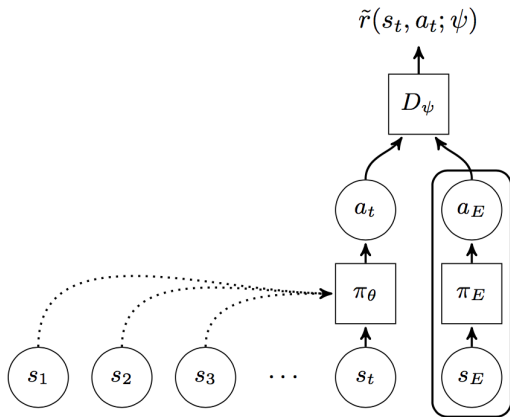 r̃(s_t, a_t; ψ)
D_ψ
a_t a_E
π_θ π_E
s_1 s_2 s_3 ... s_t s_E